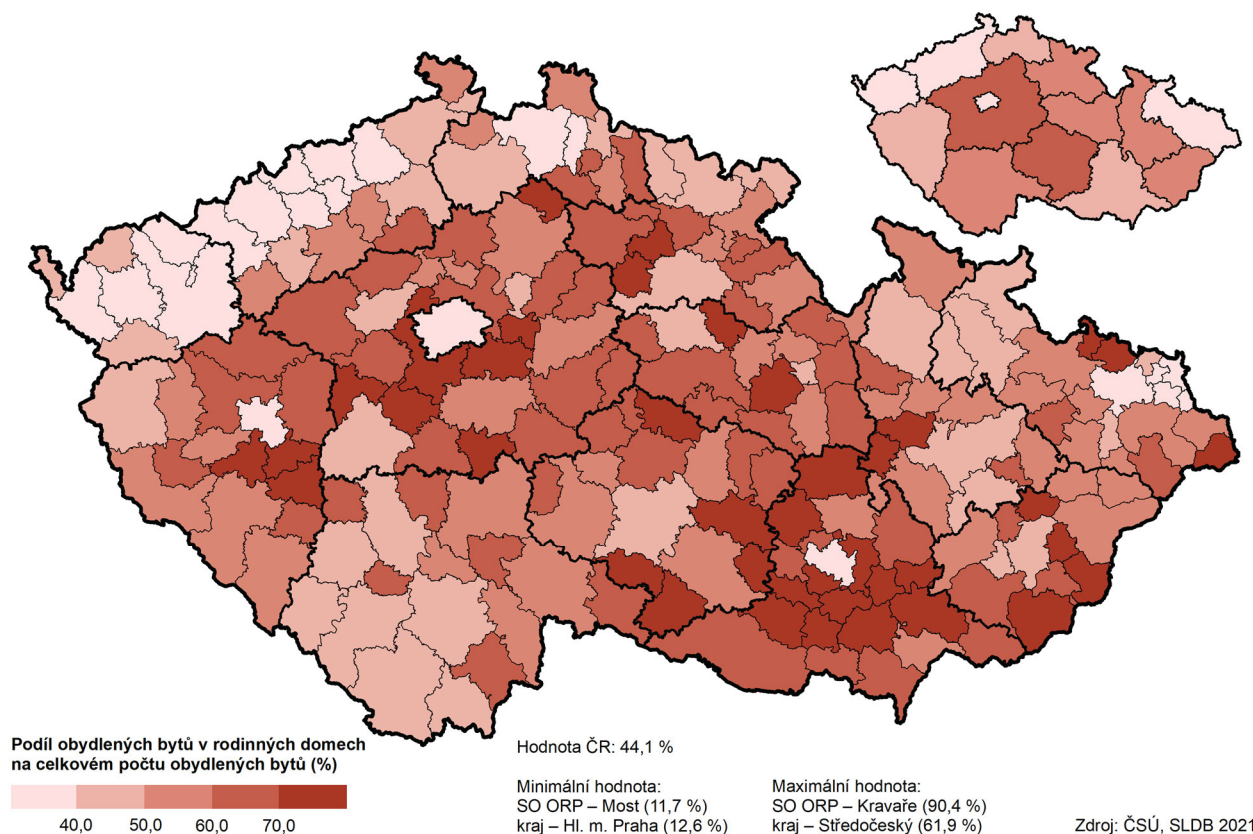 Podíl obydlených bytů v rodinných domech
na celkovém počtu obydlených bytů (%)
40,0 50,0 60,0 70,0
Hodnota ČR: 44,1 %
Minimální hodnota:
SO ORP – Most (11,7 %)
kraj – Hl. m. Praha (12,6 %)
Maximální hodnota:
SO ORP – Kravaře (90,4 %)
kraj – Středočeský (61,9 %)
Zdroj: ČSÚ, SLDB 2021